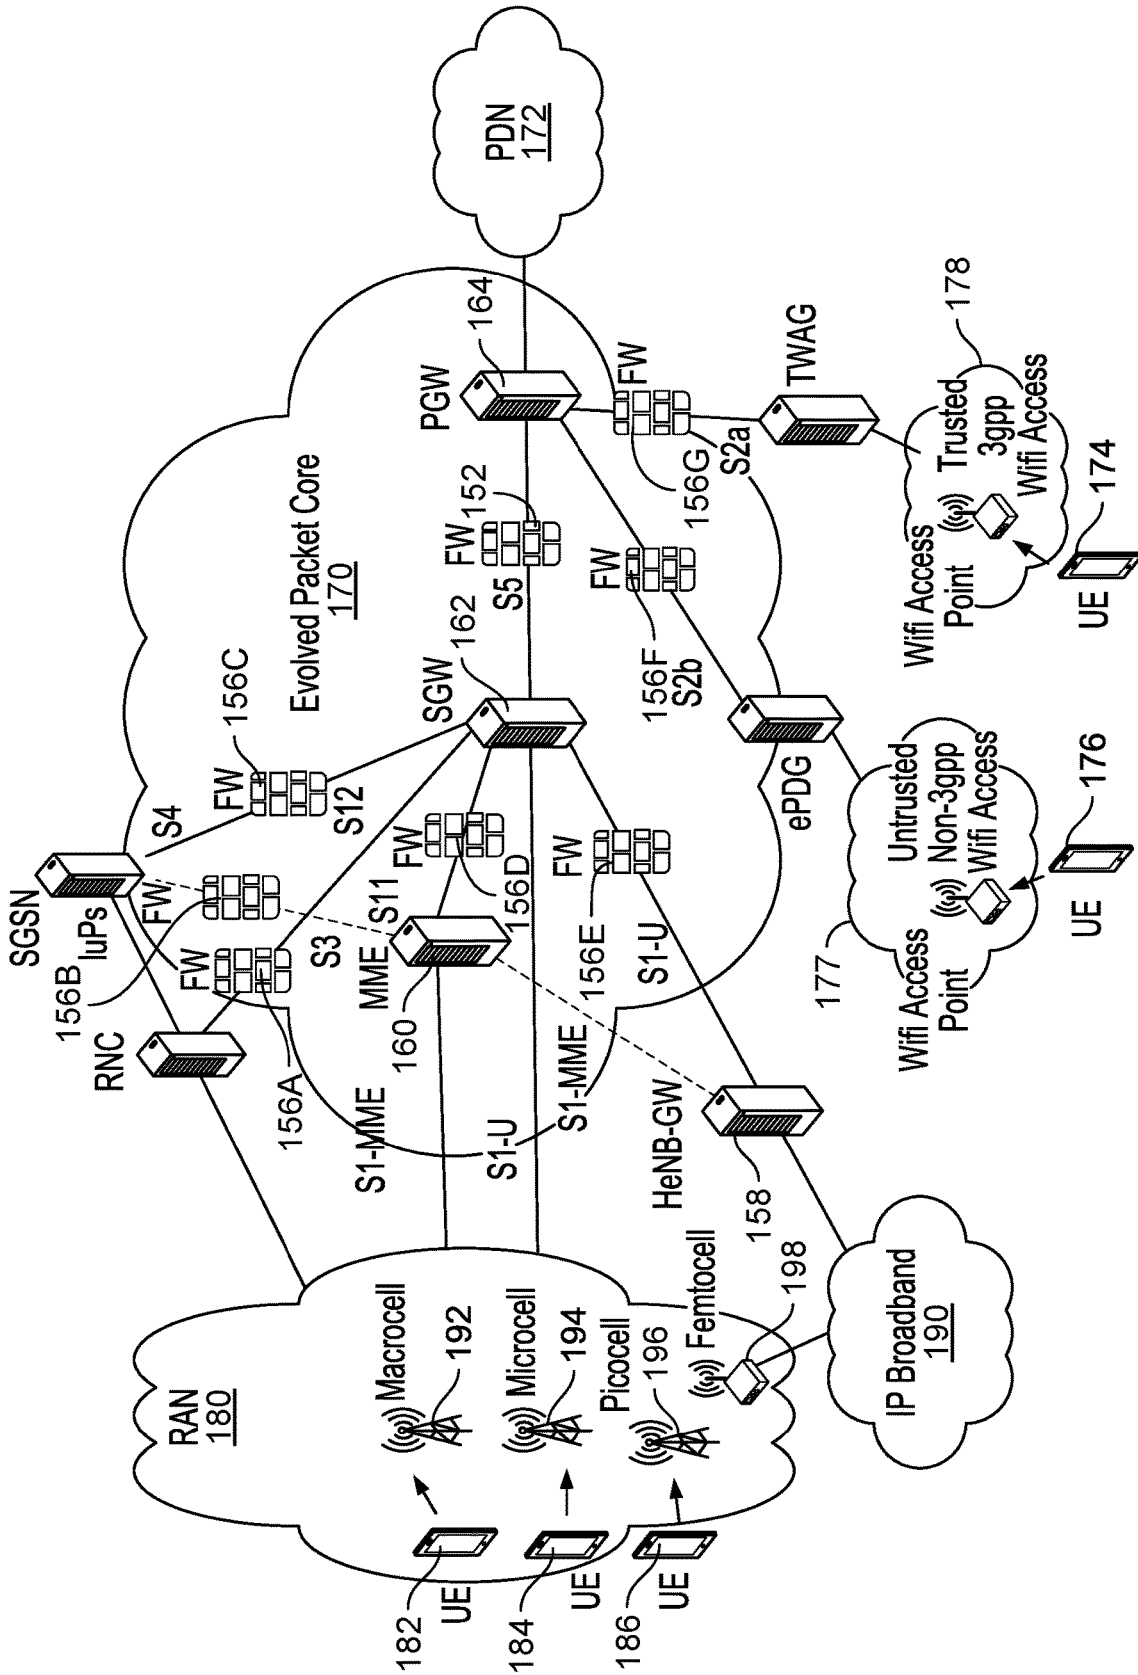 RAN
180
UE
182
UE
184
UE
186
Macrocell
192
Microcell
194
Picocell
196
Femtocell
198
IP Broadband
190
HeNB-GW
158
RNC
SGSN
IuPs
FW
156A
FW
156B
FW
156C
S4
S12
S3
S11
MME
160
FW
156D
FW
156E
S1-MME
S1-U
S1-MME
S1-U
Evolved Packet Core
170
SGW
162
S5
FW
152
PGW
164
PDN
172
FW
156F
S2b
FW
156G
S2a
ePDG
TWAG
Untrusted
Non-3gpp
Wifi Access
177
Wifi Access
Point
UE
176
Trusted
3gpp
Wifi Access
178
Wifi Access
Point
UE
174